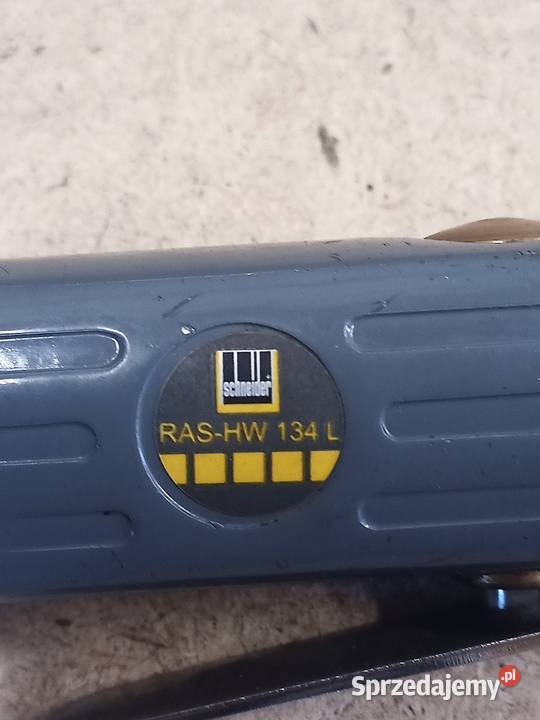 schneider
RAS-HW 134 L
Sprzedajemy.pl